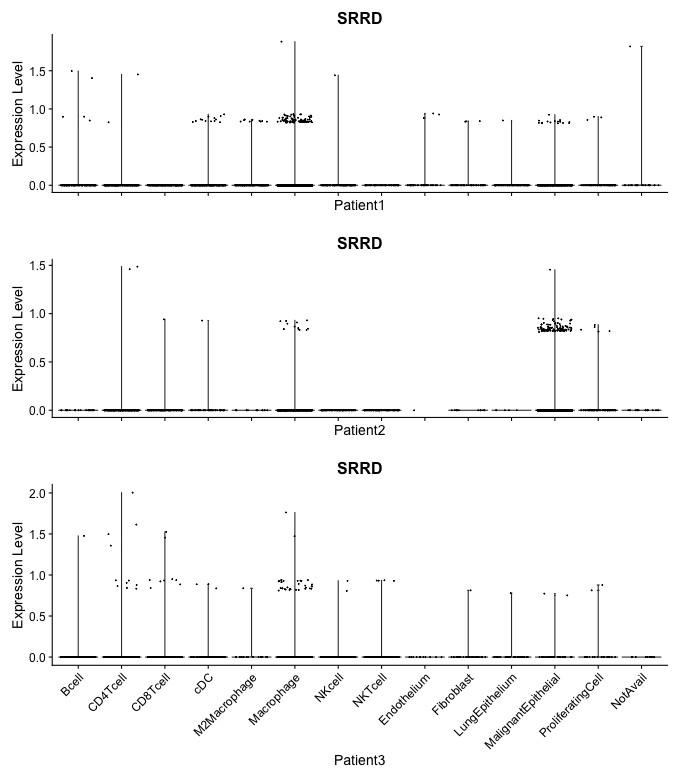 SRRD
Expression Level
1.5
1.0
0.5
0.0
Patient1
SRRD
Expression Level
1.5
1.0
0.5
0.0
Patient2
SRRD
Expression Level
2.0
1.5
1.0
0.5
0.0
Bcell
CD4Tcell
CD8Tcell
cDC
M2Macrophage
Macrophage
NKcell
NKTcell
Endothelium
Fibroblast
LungEpithelium
MalignantEpithelial
ProliferatingCell
NotAvail
Patient3